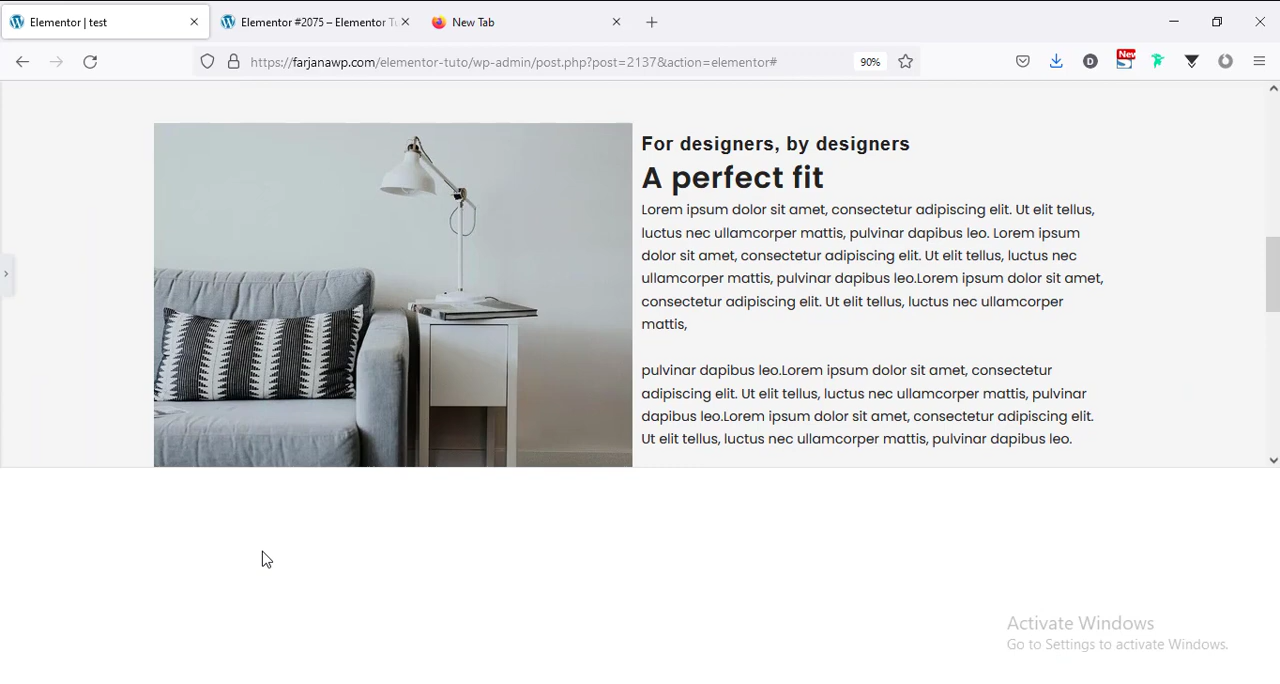 Elementor | test
Elementor #2075 – Elementor Tu
New Tab
https://farjanawp.com/elementor-tuto/wp-admin/post.php?post=2137&action=elementor#
90%
New
For designers, by designers
A perfect fit
Lorem ipsum dolor sit amet, consectetur adipiscing elit. Ut elit tellus,
luctus nec ullamcorper mattis, pulvinar dapibus leo. Lorem ipsum
dolor sit amet, consectetur adipiscing elit. Ut elit tellus, luctus nec
ullamcorper mattis, pulvinar dapibus leo.Lorem ipsum dolor sit amet,
consectetur adipiscing elit. Ut elit tellus, luctus nec ullamcorper
mattis,
pulvinar dapibus leo.Lorem ipsum dolor sit amet, consectetur
adipiscing elit. Ut elit tellus, luctus nec ullamcorper mattis, pulvinar
dapibus leo.Lorem ipsum dolor sit amet, consectetur adipiscing elit.
Ut elit tellus, luctus nec ullamcorper mattis, pulvinar dapibus leo.
Activate Windows
Go to Settings to activate Windows.